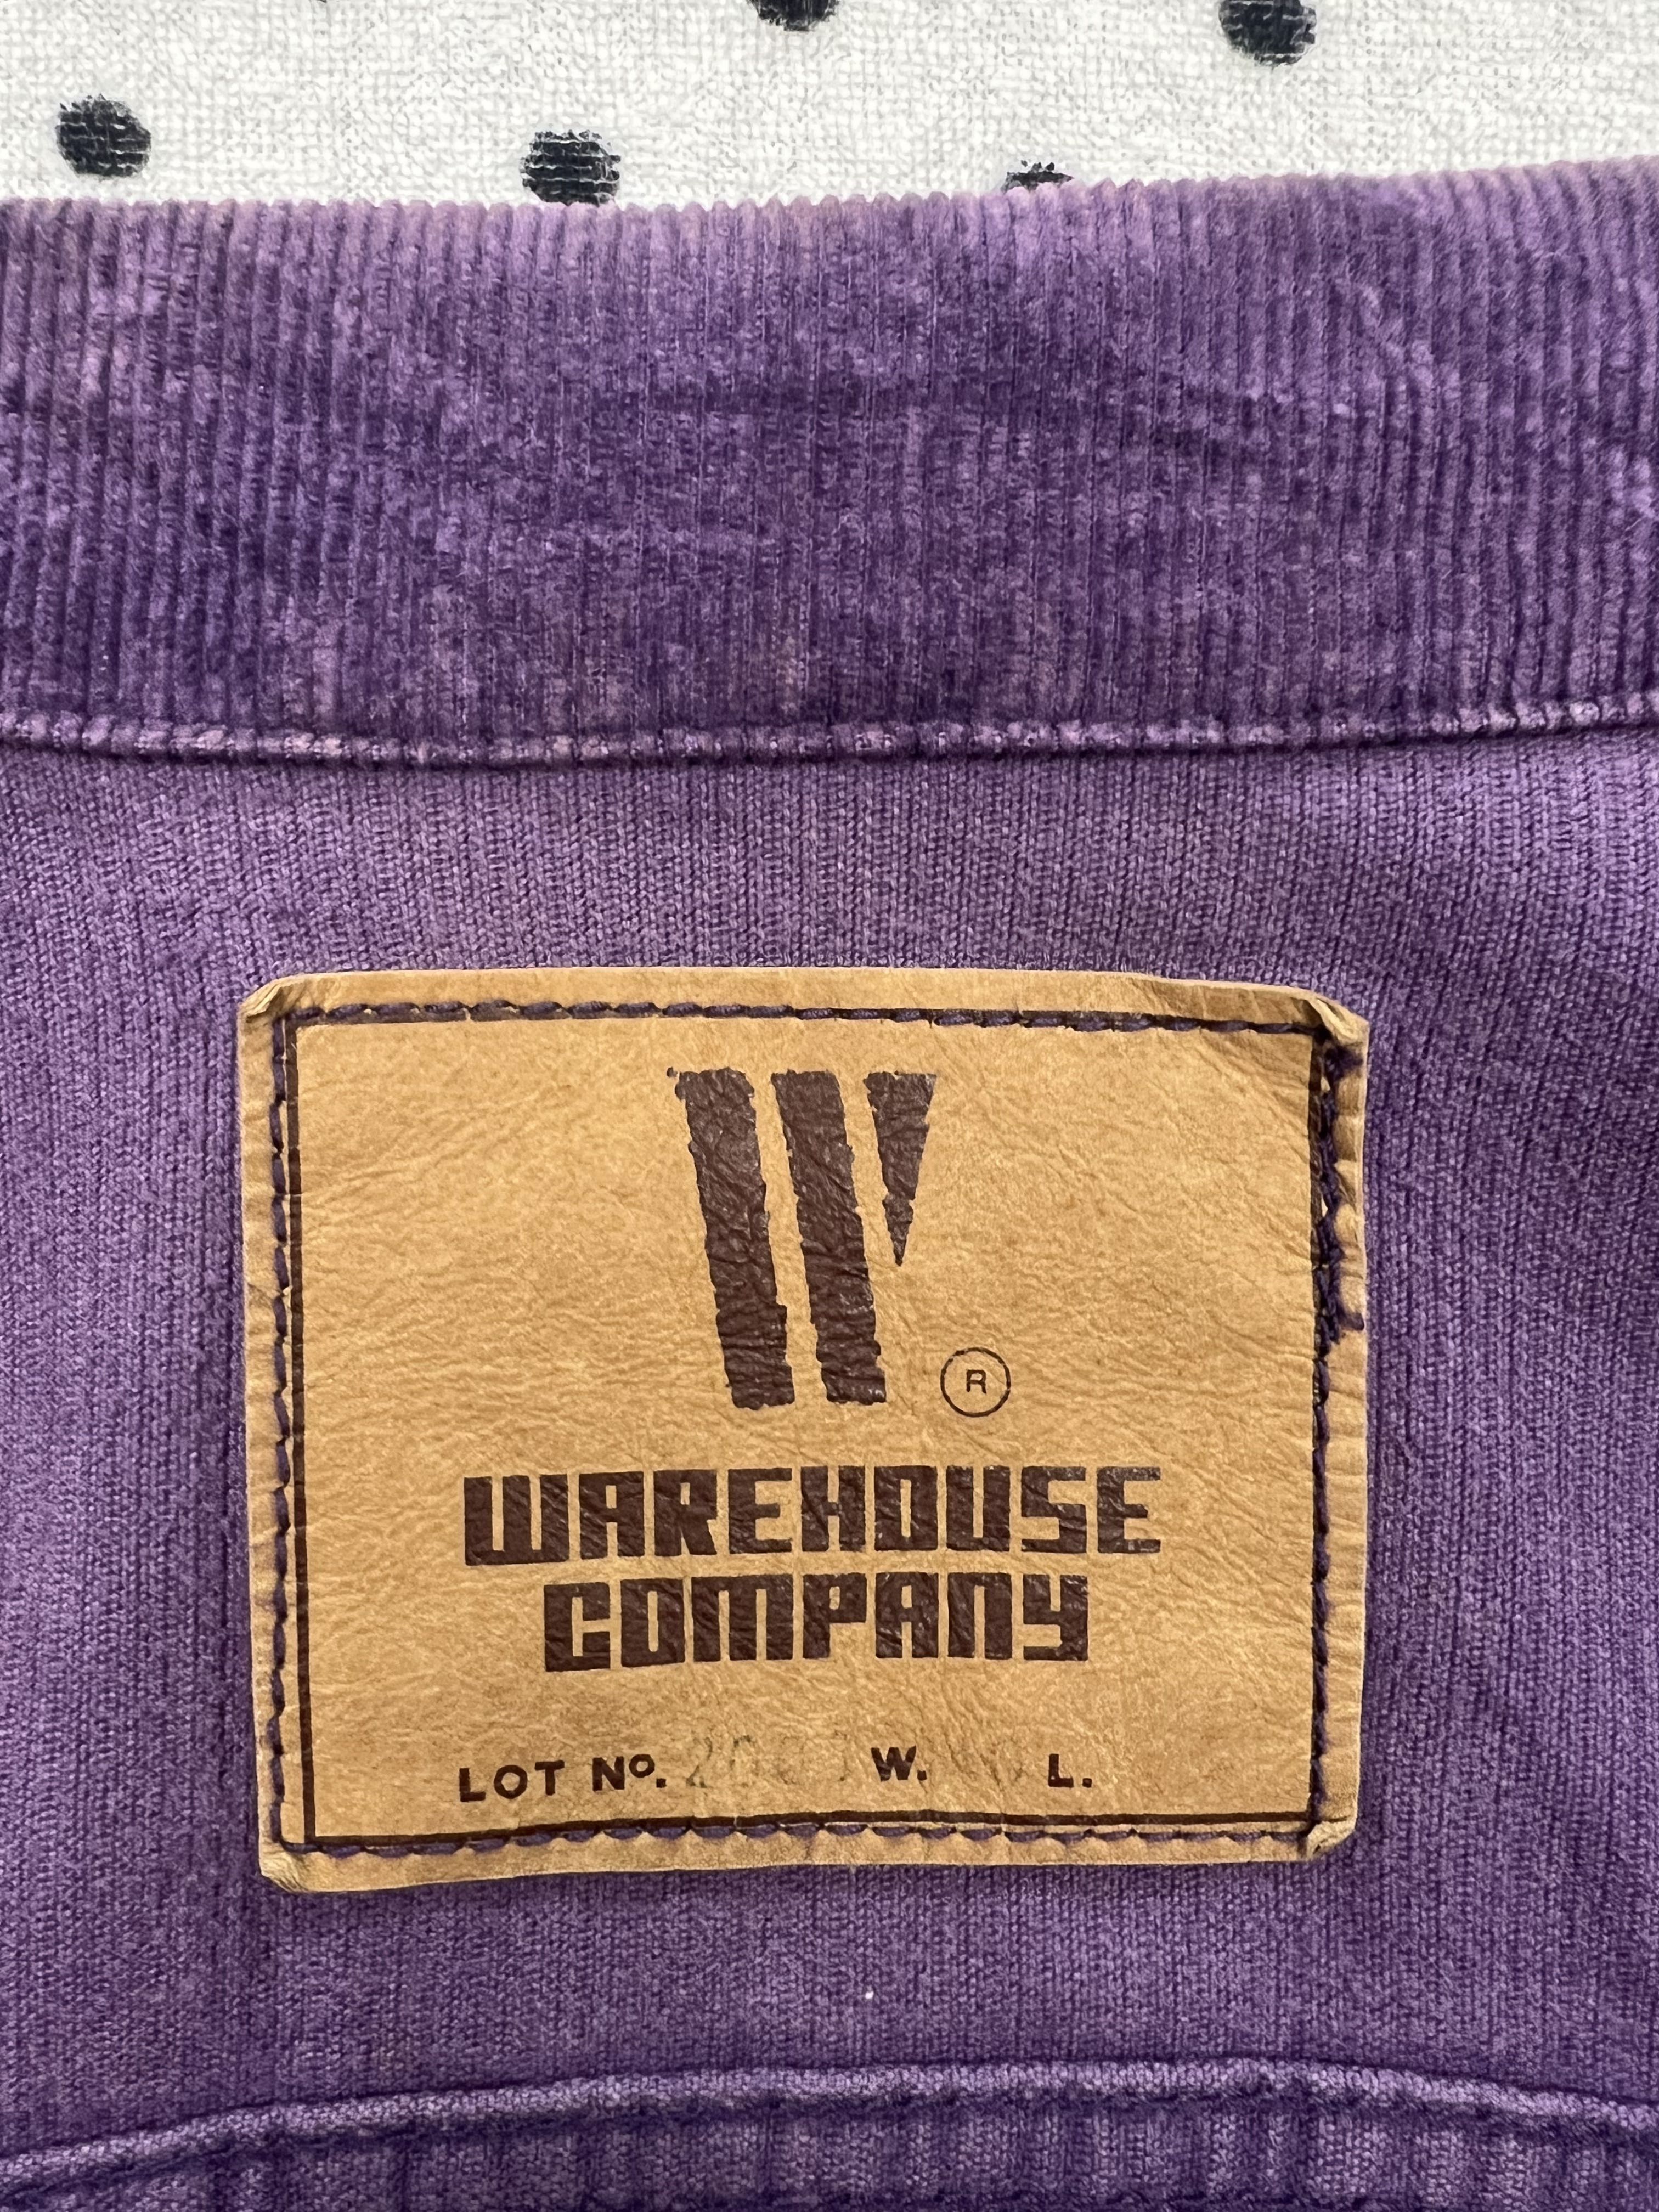 W
®
WAREHOUSE
COMPANY
LOT No. W. L.